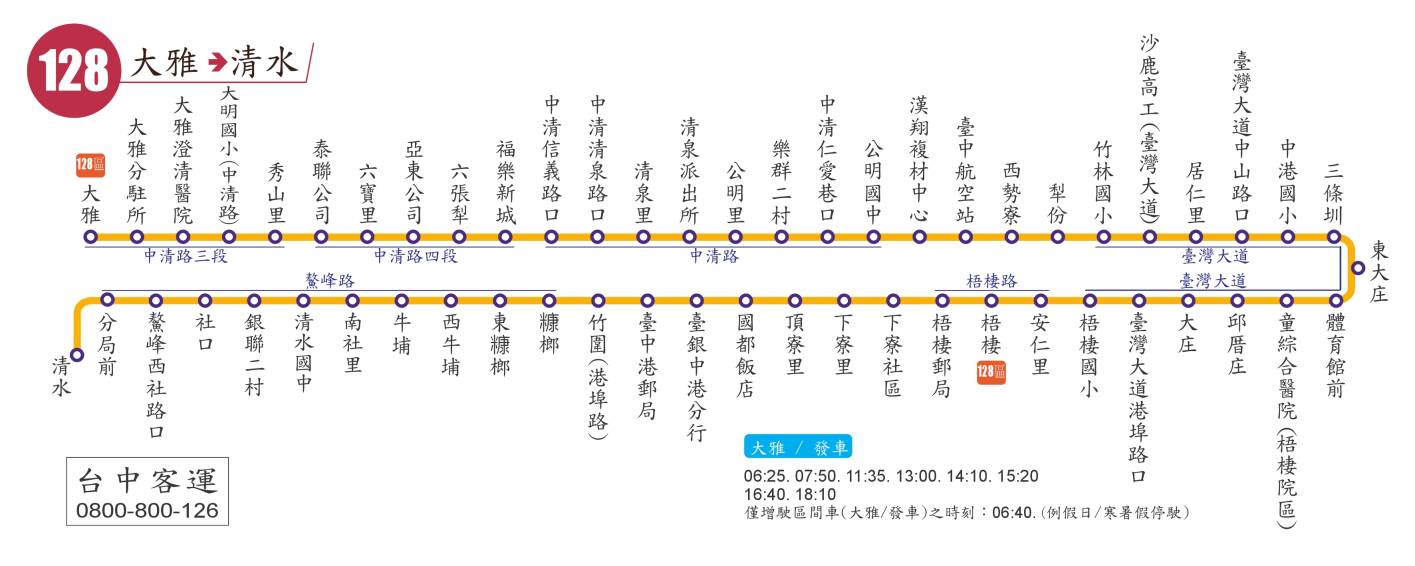 128 大雅➔清水
128區
大雅
大雅分駐所
大雅澄清醫院
大明國小(中清路)
秀山里
泰聯公司
六寶里
亞東公司
六張犁
福樂新城
中清信義路口
中清清泉路口
清泉里
清泉派出所
公明里
樂群二村
中清仁愛巷口
公明國中
漢翔複材中心
臺中航空站
西勢寮
犁份
竹林國小
沙鹿高工(臺灣大道)
居仁里
臺灣大道中山路口
中港國小
三條圳
中清路三段
中清路四段
中清路
臺灣大道
東大庄
鰲峰路
梧棲路
臺灣大道
清水
分局前
鰲峰西社路口
社口
銀聯二村
清水國中
南社里
牛埔
西牛埔
東糠榔
糠榔
竹圍(港埠路)
臺中港郵局
臺銀中港分行
國都飯店
頂寮里
下寮里
下寮社區
梧棲郵局
梧棲
128區
安仁里
梧棲國小
臺灣大道港埠路口
大庄
邱厝庄
童綜合醫院(梧棲院區)
體育館前
大雅 / 發車
06:25. 07:50. 11:35. 13:00. 14:10. 15:20
16:40. 18:10
僅增駛區間車(大雅/發車)之時刻：06:40.(例假日/寒暑假停駛)
台中客運
0800-800-126